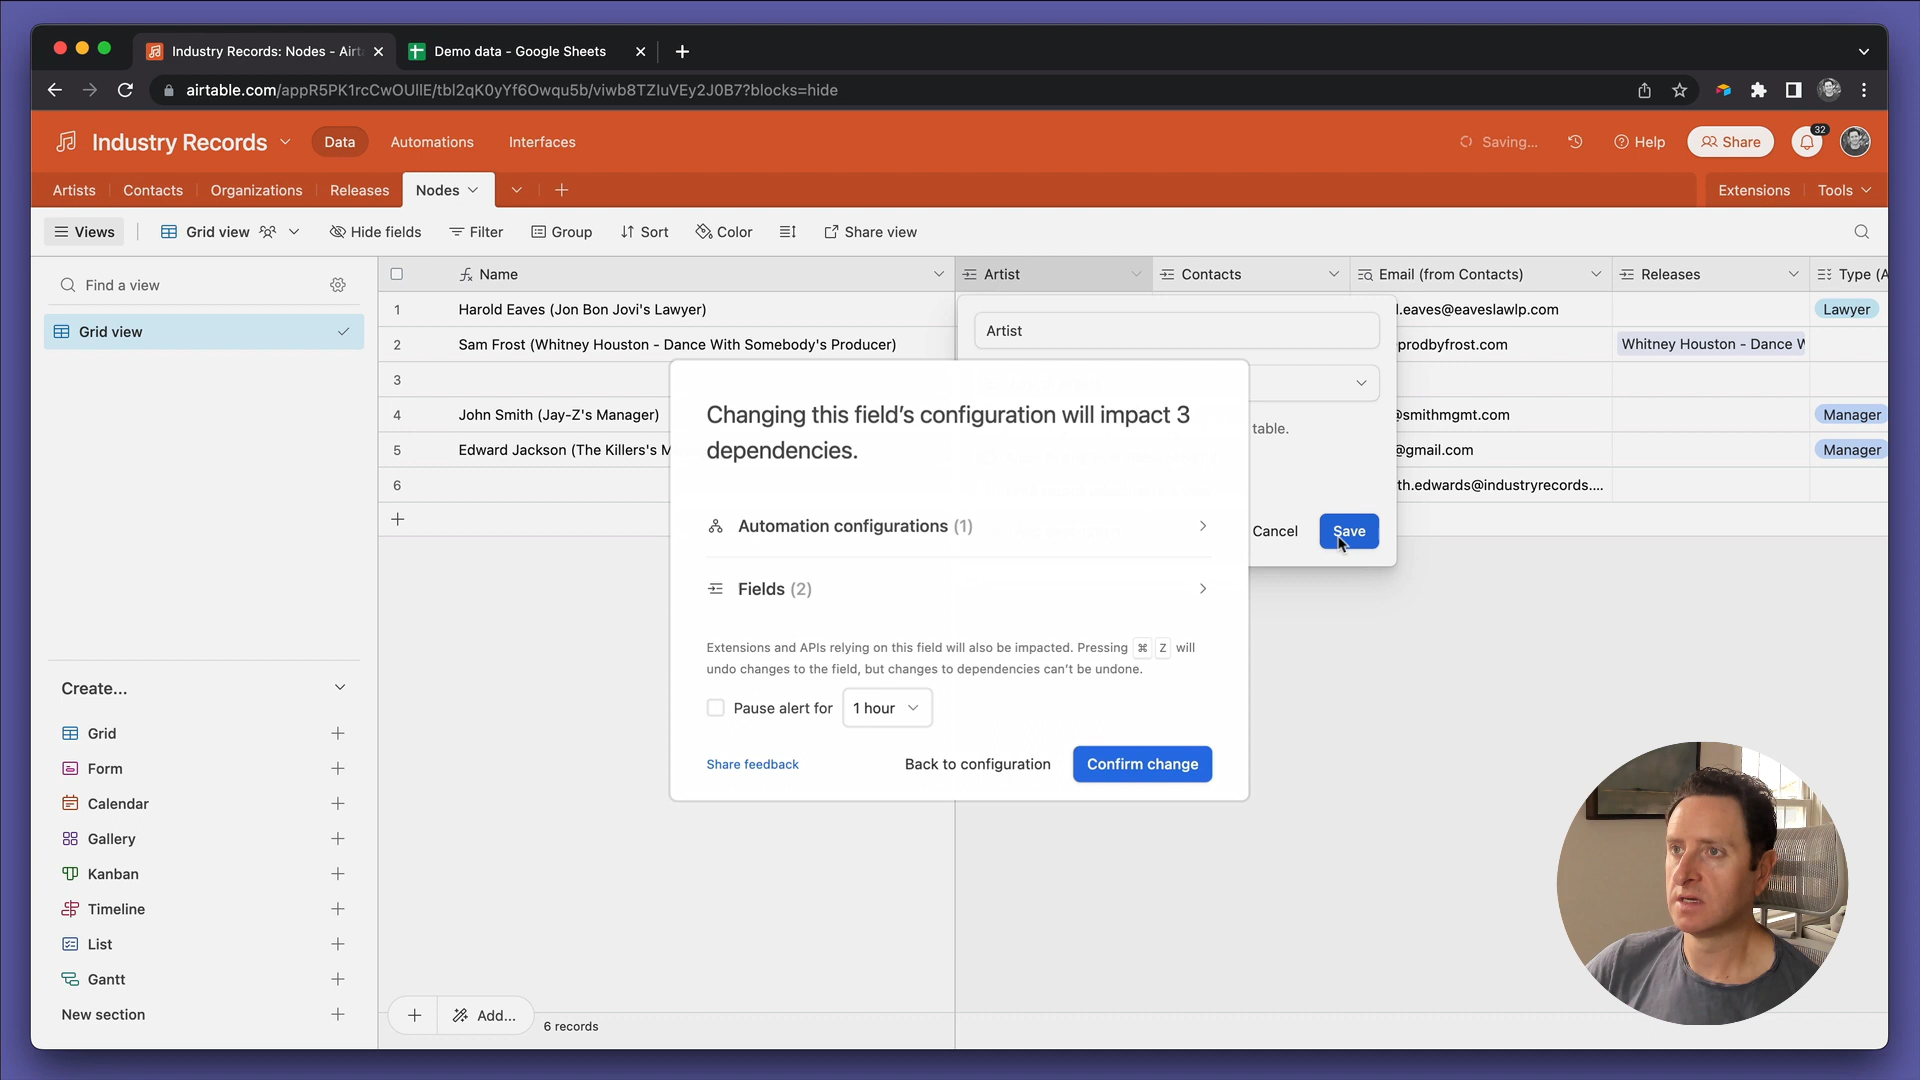 Industry Records: Nodes - Airt
Demo data - Google Sheets
airtable.com/appR5PK1rcCwOUIlE/tbl2qK0yYf6Owqu5b/viwb8TZIuVEy2J0B7?blocks=hide
Industry Records
Data
Automations
Interfaces
Saving...
Help
Share
32
Artists
Contacts
Organizations
Releases
Nodes
Extensions
Tools
Views
Grid view
Hide fields
Filter
Group
Sort
Color
Share view
Find a view
Grid view
Name
Artist
Contacts
Email (from Contacts)
Releases
Type (A
1
Harold Eaves (Jon Bon Jovi's Lawyer)
l.eaves@eaveslawlp.com
Lawyer
Artist
2
Sam Frost (Whitney Houston - Dance With Somebody's Producer)
prodbyfrost.com
Whitney Houston - Dance W
3
4
John Smith (Jay-Z's Manager)
@smithmgmt.com
Manager
table.
5
Edward Jackson (The Killers's M
@gmail.com
Manager
6
th.edwards@industryrecords....
Cancel
Save
Changing this field's configuration will impact 3
dependencies.
Automation configurations (1)
Fields (2)
Extensions and APIs relying on this field will also be impacted. Pressing ⌘ Z will
undo changes to the field, but changes to dependencies can't be undone.
Pause alert for
1 hour
Share feedback
Back to configuration
Confirm change
Create...
Grid
Form
Calendar
Gallery
Kanban
Timeline
List
Gantt
New section
Add...
6 records